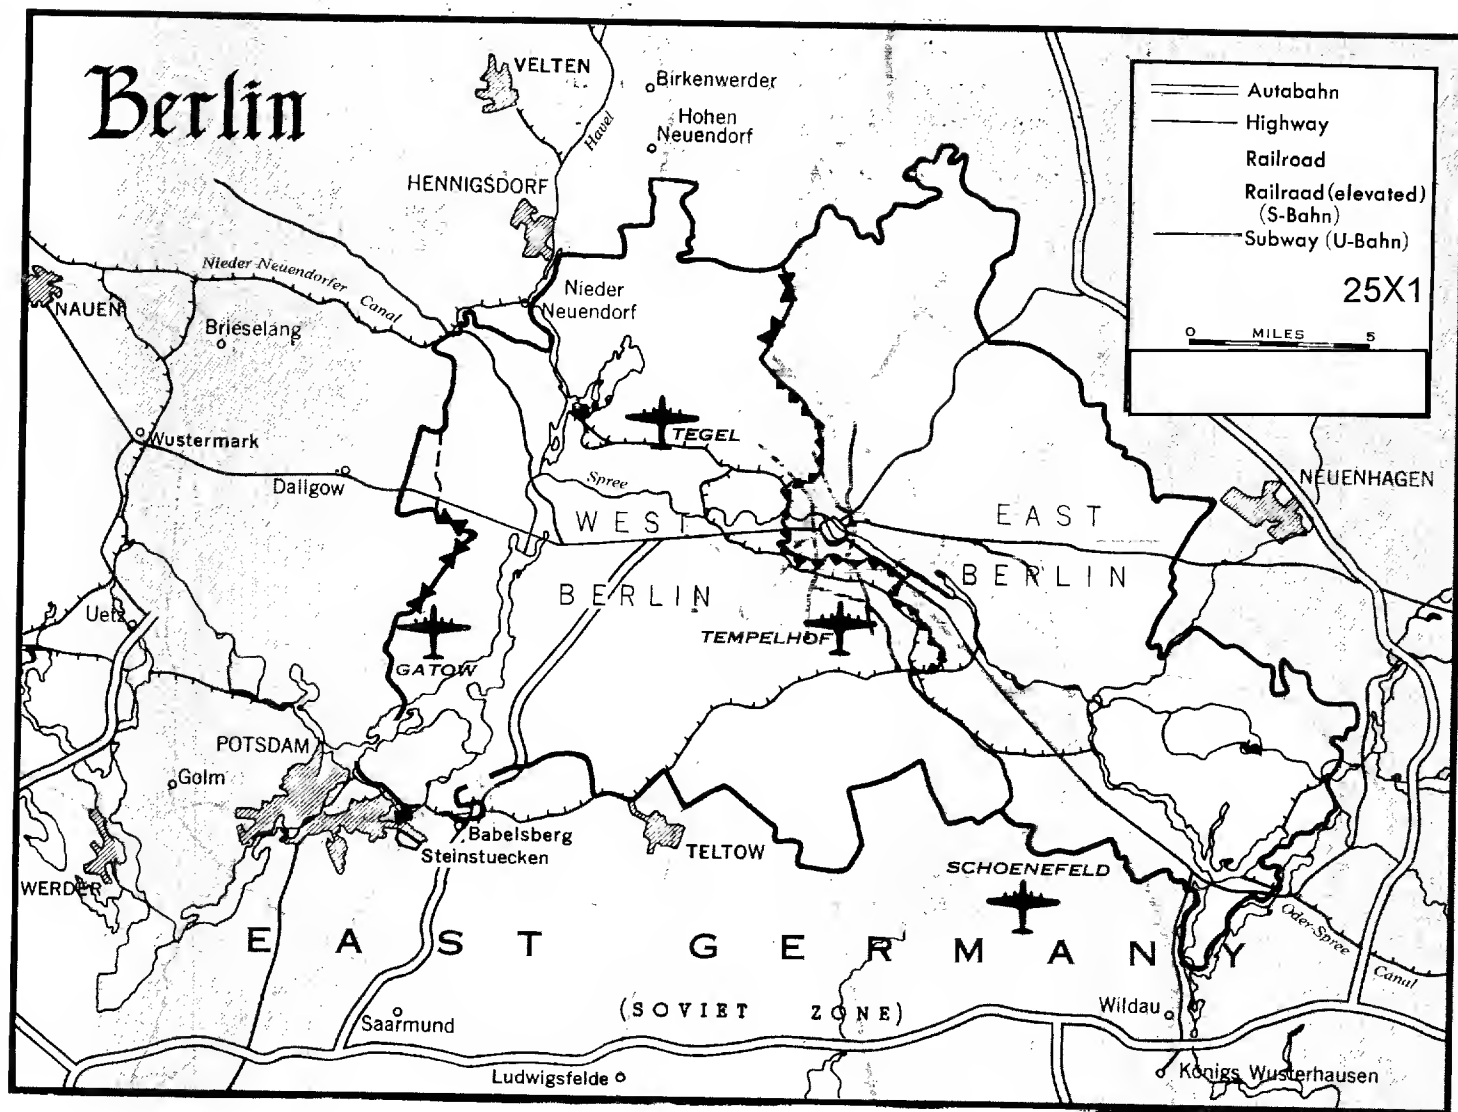 Berlin
VELTEN
Birkenwerder
Hohen
Neuendorf
Havel
HENNIGSDORF
Autabahn
Highway
Railroad
Railraad (elevated)
(S-Bahn)
Subway (U-Bahn)
25X1
0 MILES 5
Nieder Neuendorfer
Canal
NAUEN
Brieselang
Nieder
Neuendorf
Wustermark
Dallgow
TEGEL
Spree
NEUENHAGEN
WEST
BERLIN
EAST
BERLIN
Uetz
GATOW
TEMPELHOF
POTSDAM
Golm
Babelsberg
Steinstuecken
TELTOW
WERDER
SCHOENEFELD
Oder-Spree
Canal
EAST GERMANY
(SOVIET ZONE)
Saarmund
Wildau
Ludwigsfelde
Königs Wusterhausen